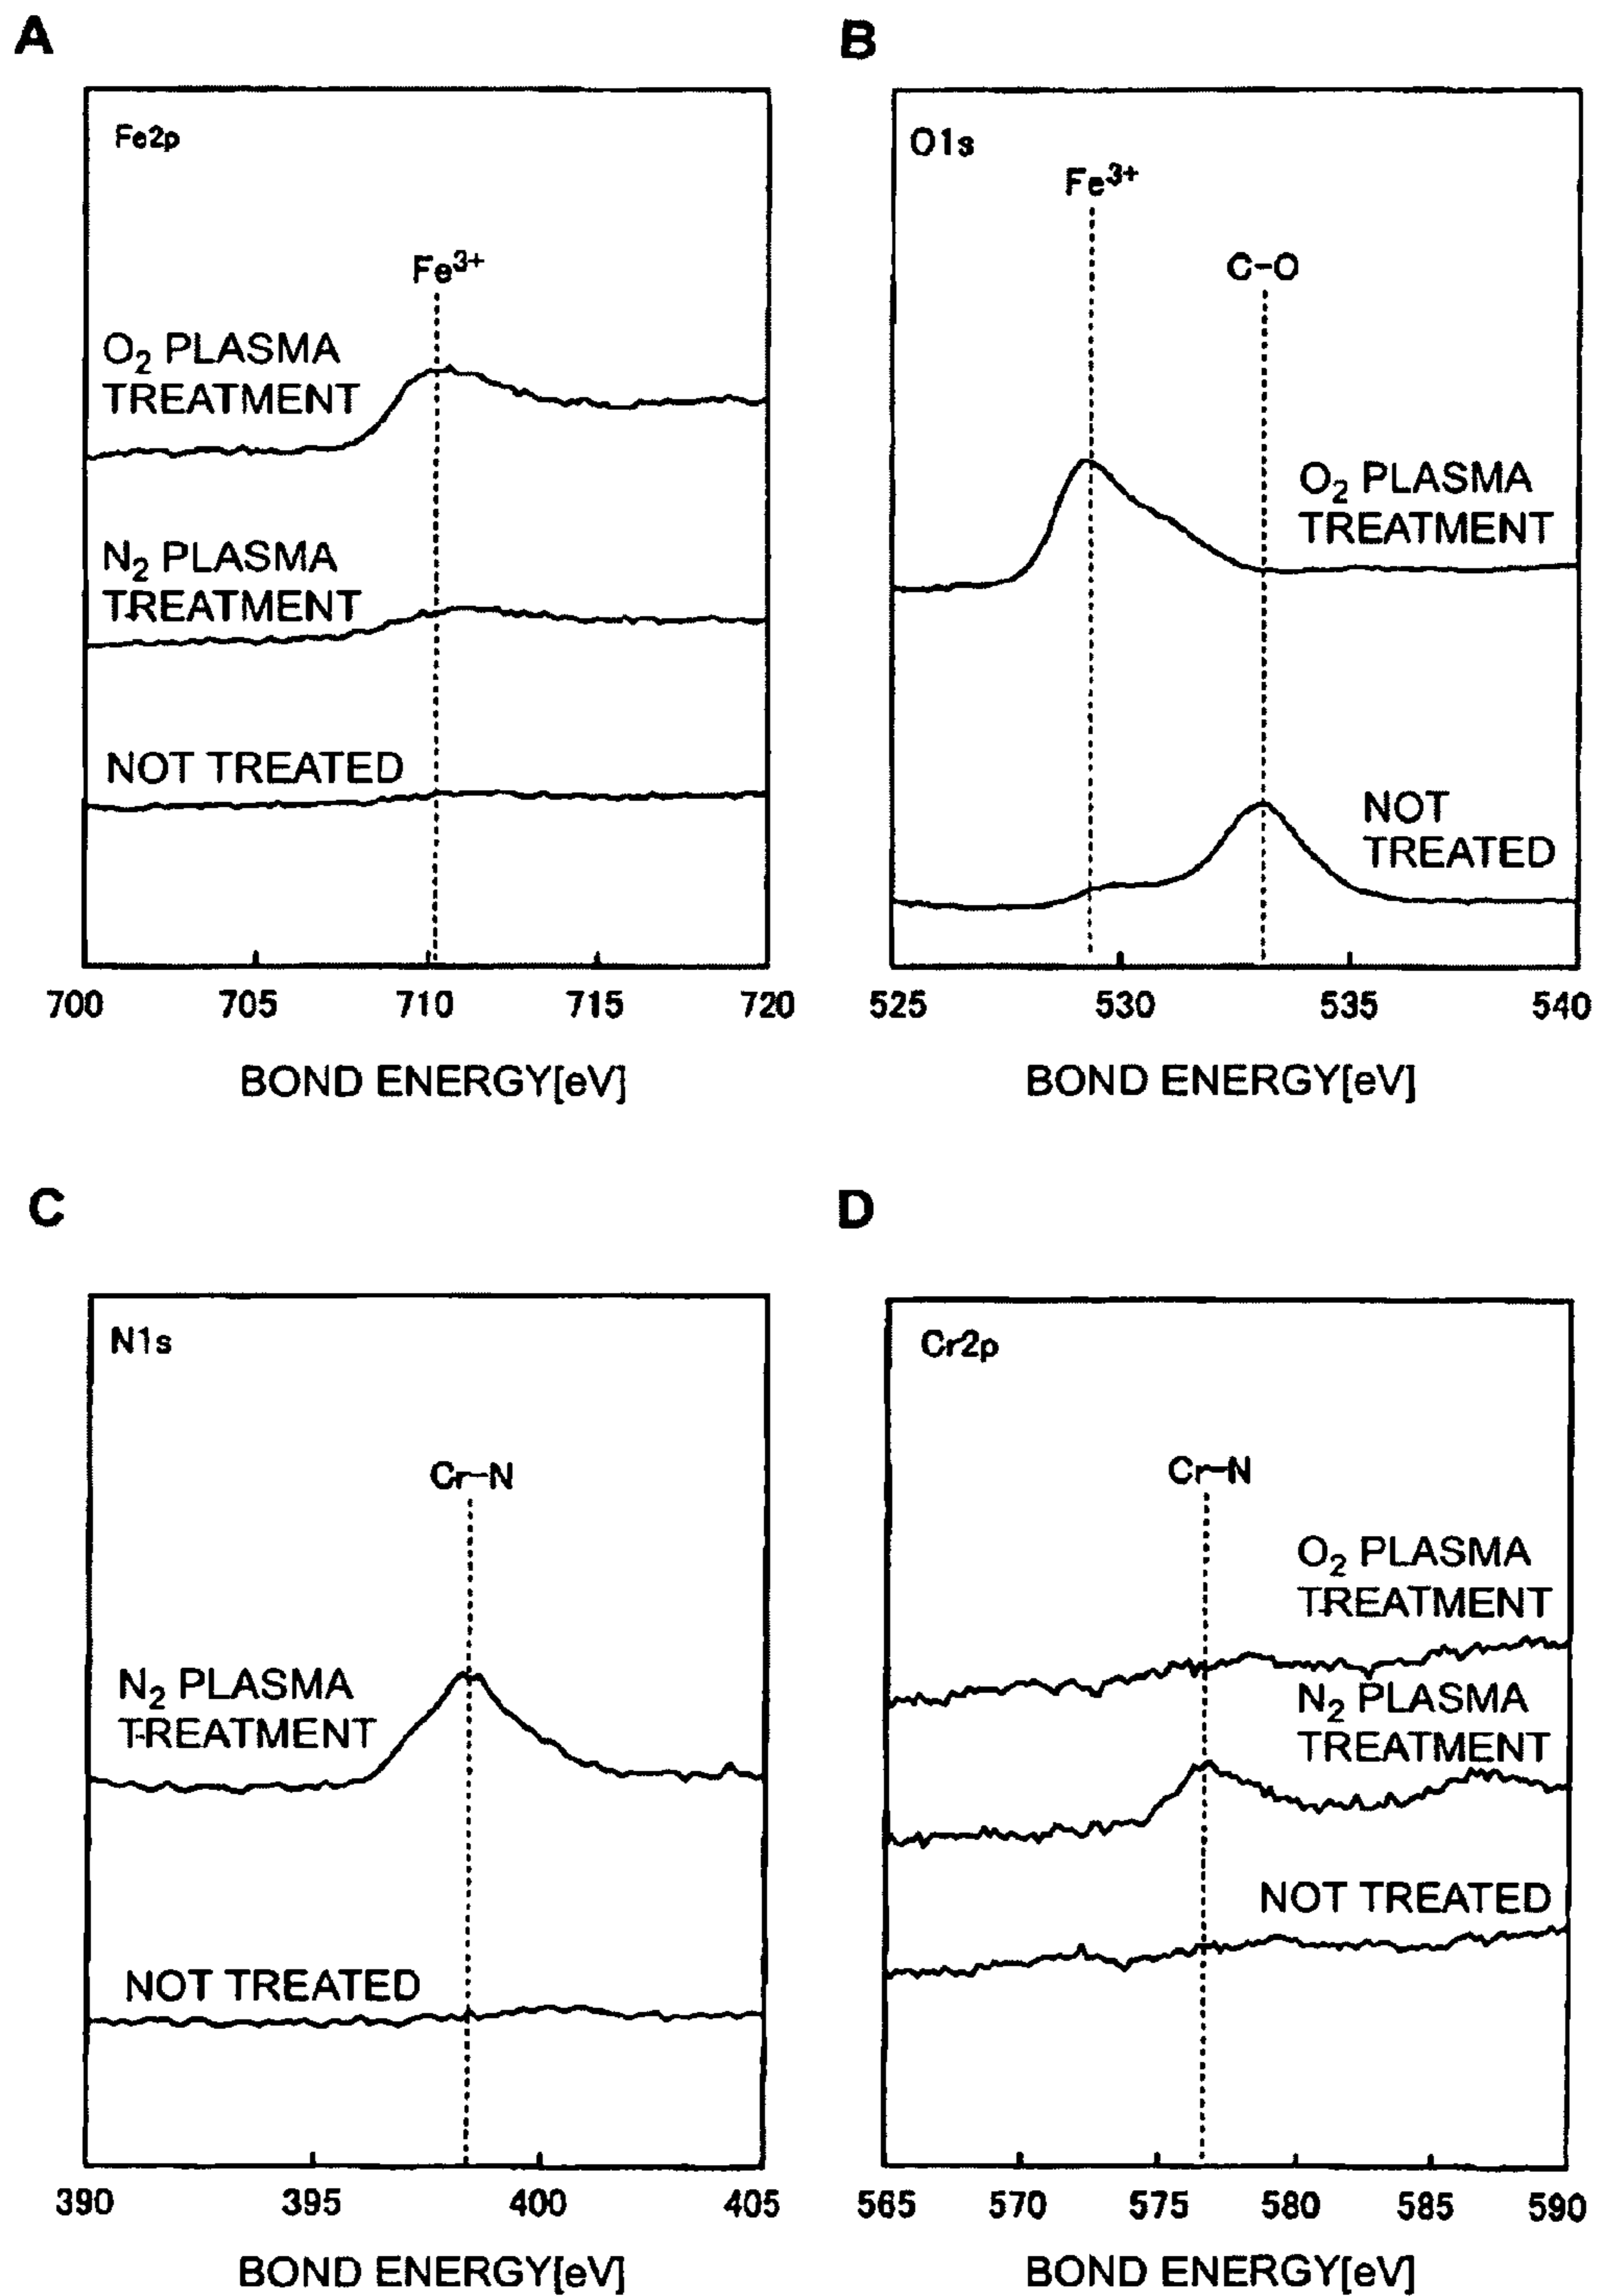 A
Fe2p
Fe3+
O2 PLASMA
TREATMENT
N2 PLASMA
TREATMENT
NOT TREATED
700 705 710 715 720
BOND ENERGY[eV]
B
O1s
Fe3+
C-O
O2 PLASMA
TREATMENT
NOT
TREATED
525 530 535 540
BOND ENERGY[eV]
C
N1s
Cr-N
N2 PLASMA
TREATMENT
NOT TREATED
390 395 400 405
BOND ENERGY[eV]
D
Cr2p
Cr-N
O2 PLASMA
TREATMENT
N2 PLASMA
TREATMENT
NOT TREATED
565 570 575 580 585 590
BOND ENERGY[eV]